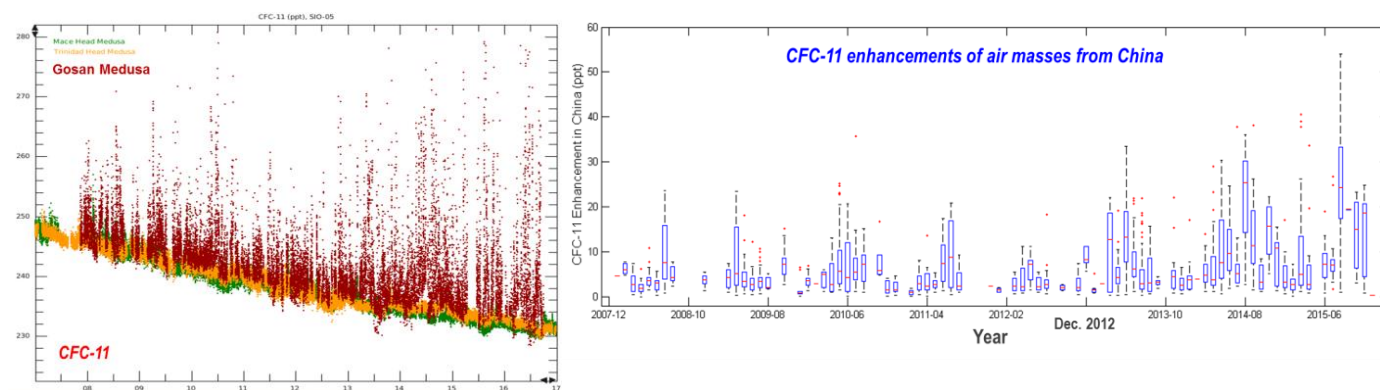 CFC-11 (ppt), SIO-05
280
270
260
250
240
230
Mace Head Medusa
Trinidad Head Medusa
Gosan Medusa
CFC-11
08 09 10 11 12 13 14 15 16 17
CFC-11 enhancements of air masses from China
CFC-11 Enhancement in China (ppt)
60
50
40
30
20
10
0
2007-12 2008-10 2009-08 2010-06 2011-04 2012-02 Dec. 2012 2013-10 2014-08 2015-06
Year